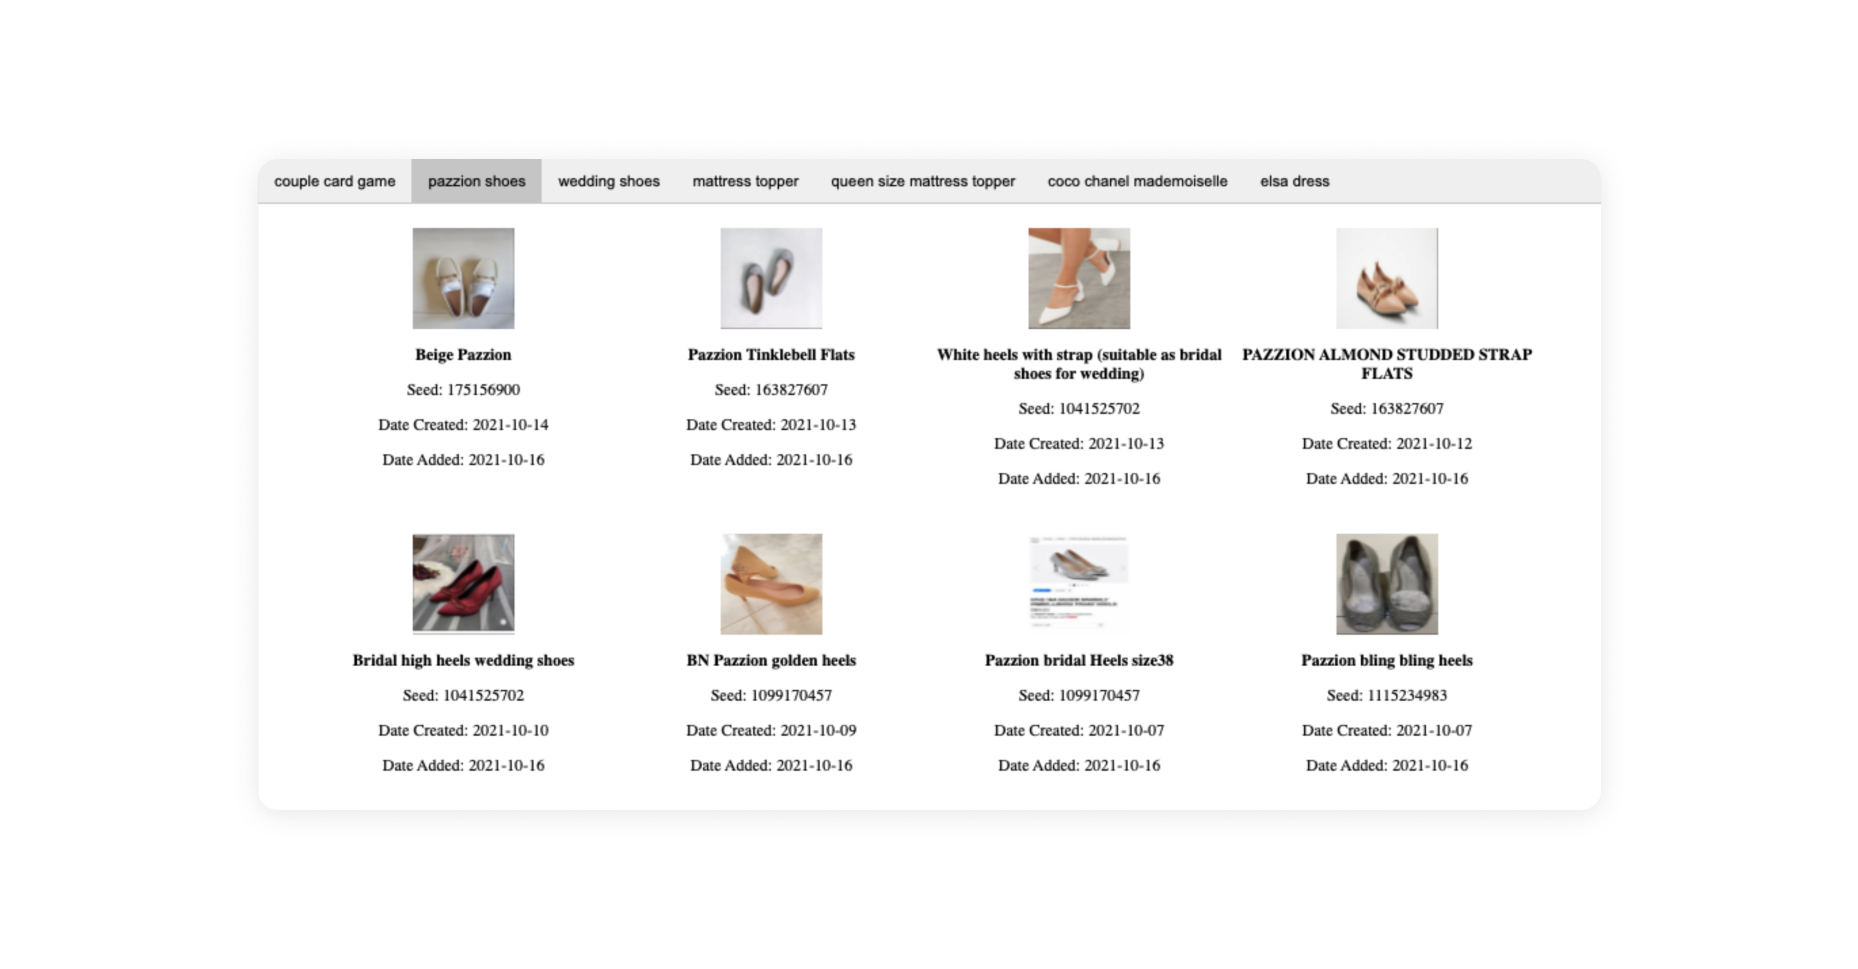 couple card game
pazzion shoes
wedding shoes
mattress topper
queen size mattress topper
coco chanel mademoiselle
elsa dress
Beige Pazzion
Seed: 175156900
Date Created: 2021-10-14
Date Added: 2021-10-16
Pazzion Tinklebell Flats
Seed: 163827607
Date Created: 2021-10-13
Date Added: 2021-10-16
White heels with strap (suitable as bridal
shoes for wedding)
Seed: 1041525702
Date Created: 2021-10-13
Date Added: 2021-10-16
PAZZION ALMOND STUDDED STRAP
FLATS
Seed: 163827607
Date Created: 2021-10-12
Date Added: 2021-10-16
Bridal high heels wedding shoes
Seed: 1041525702
Date Created: 2021-10-10
Date Added: 2021-10-16
BN Pazzion golden heels
Seed: 1099170457
Date Created: 2021-10-09
Date Added: 2021-10-16
Pazzion bridal Heels size38
Seed: 1099170457
Date Created: 2021-10-07
Date Added: 2021-10-16
Pazzion bling bling heels
Seed: 1115234983
Date Created: 2021-10-07
Date Added: 2021-10-16